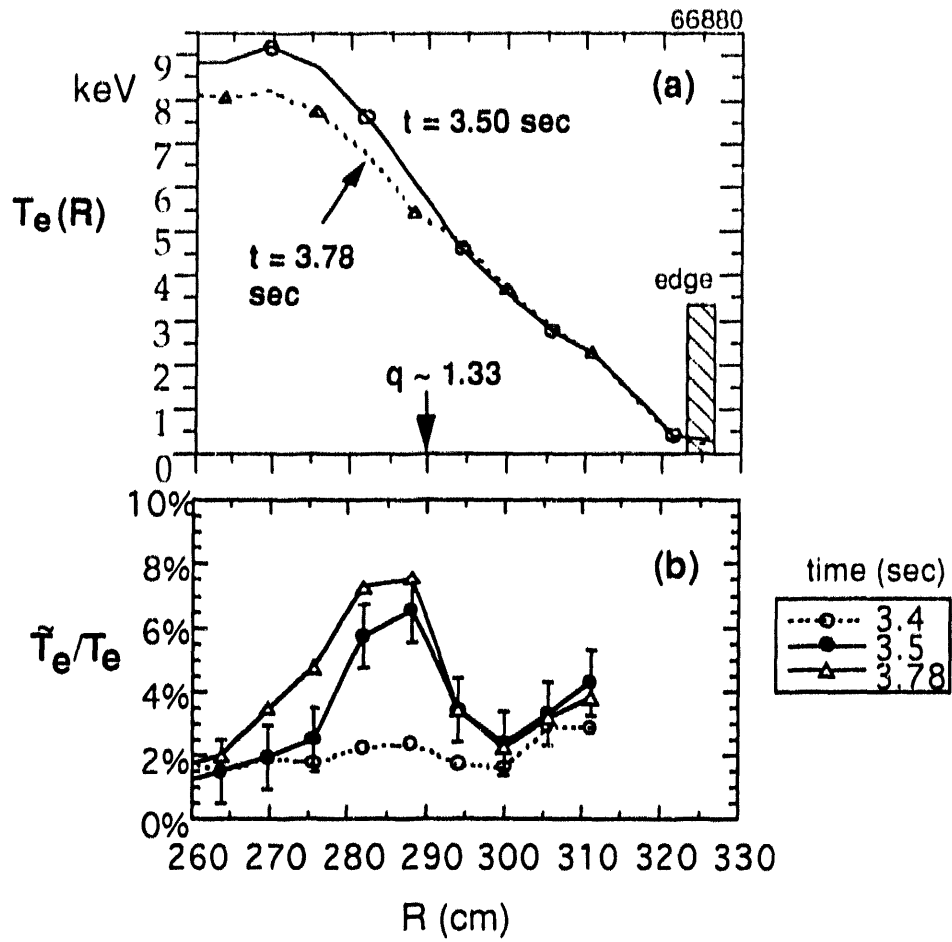 66880
(a)
keV
9
8
7
6
5
4
3
2
1
0
Te(R)
t = 3.50 sec
t = 3.78
sec
edge
q ~ 1.33
10%
8%
6%
4%
2%
0%
(b)
T̃e/Te
time (sec)
3.4
3.5
3.78
260 270 280 290 300 310 320 330
R (cm)